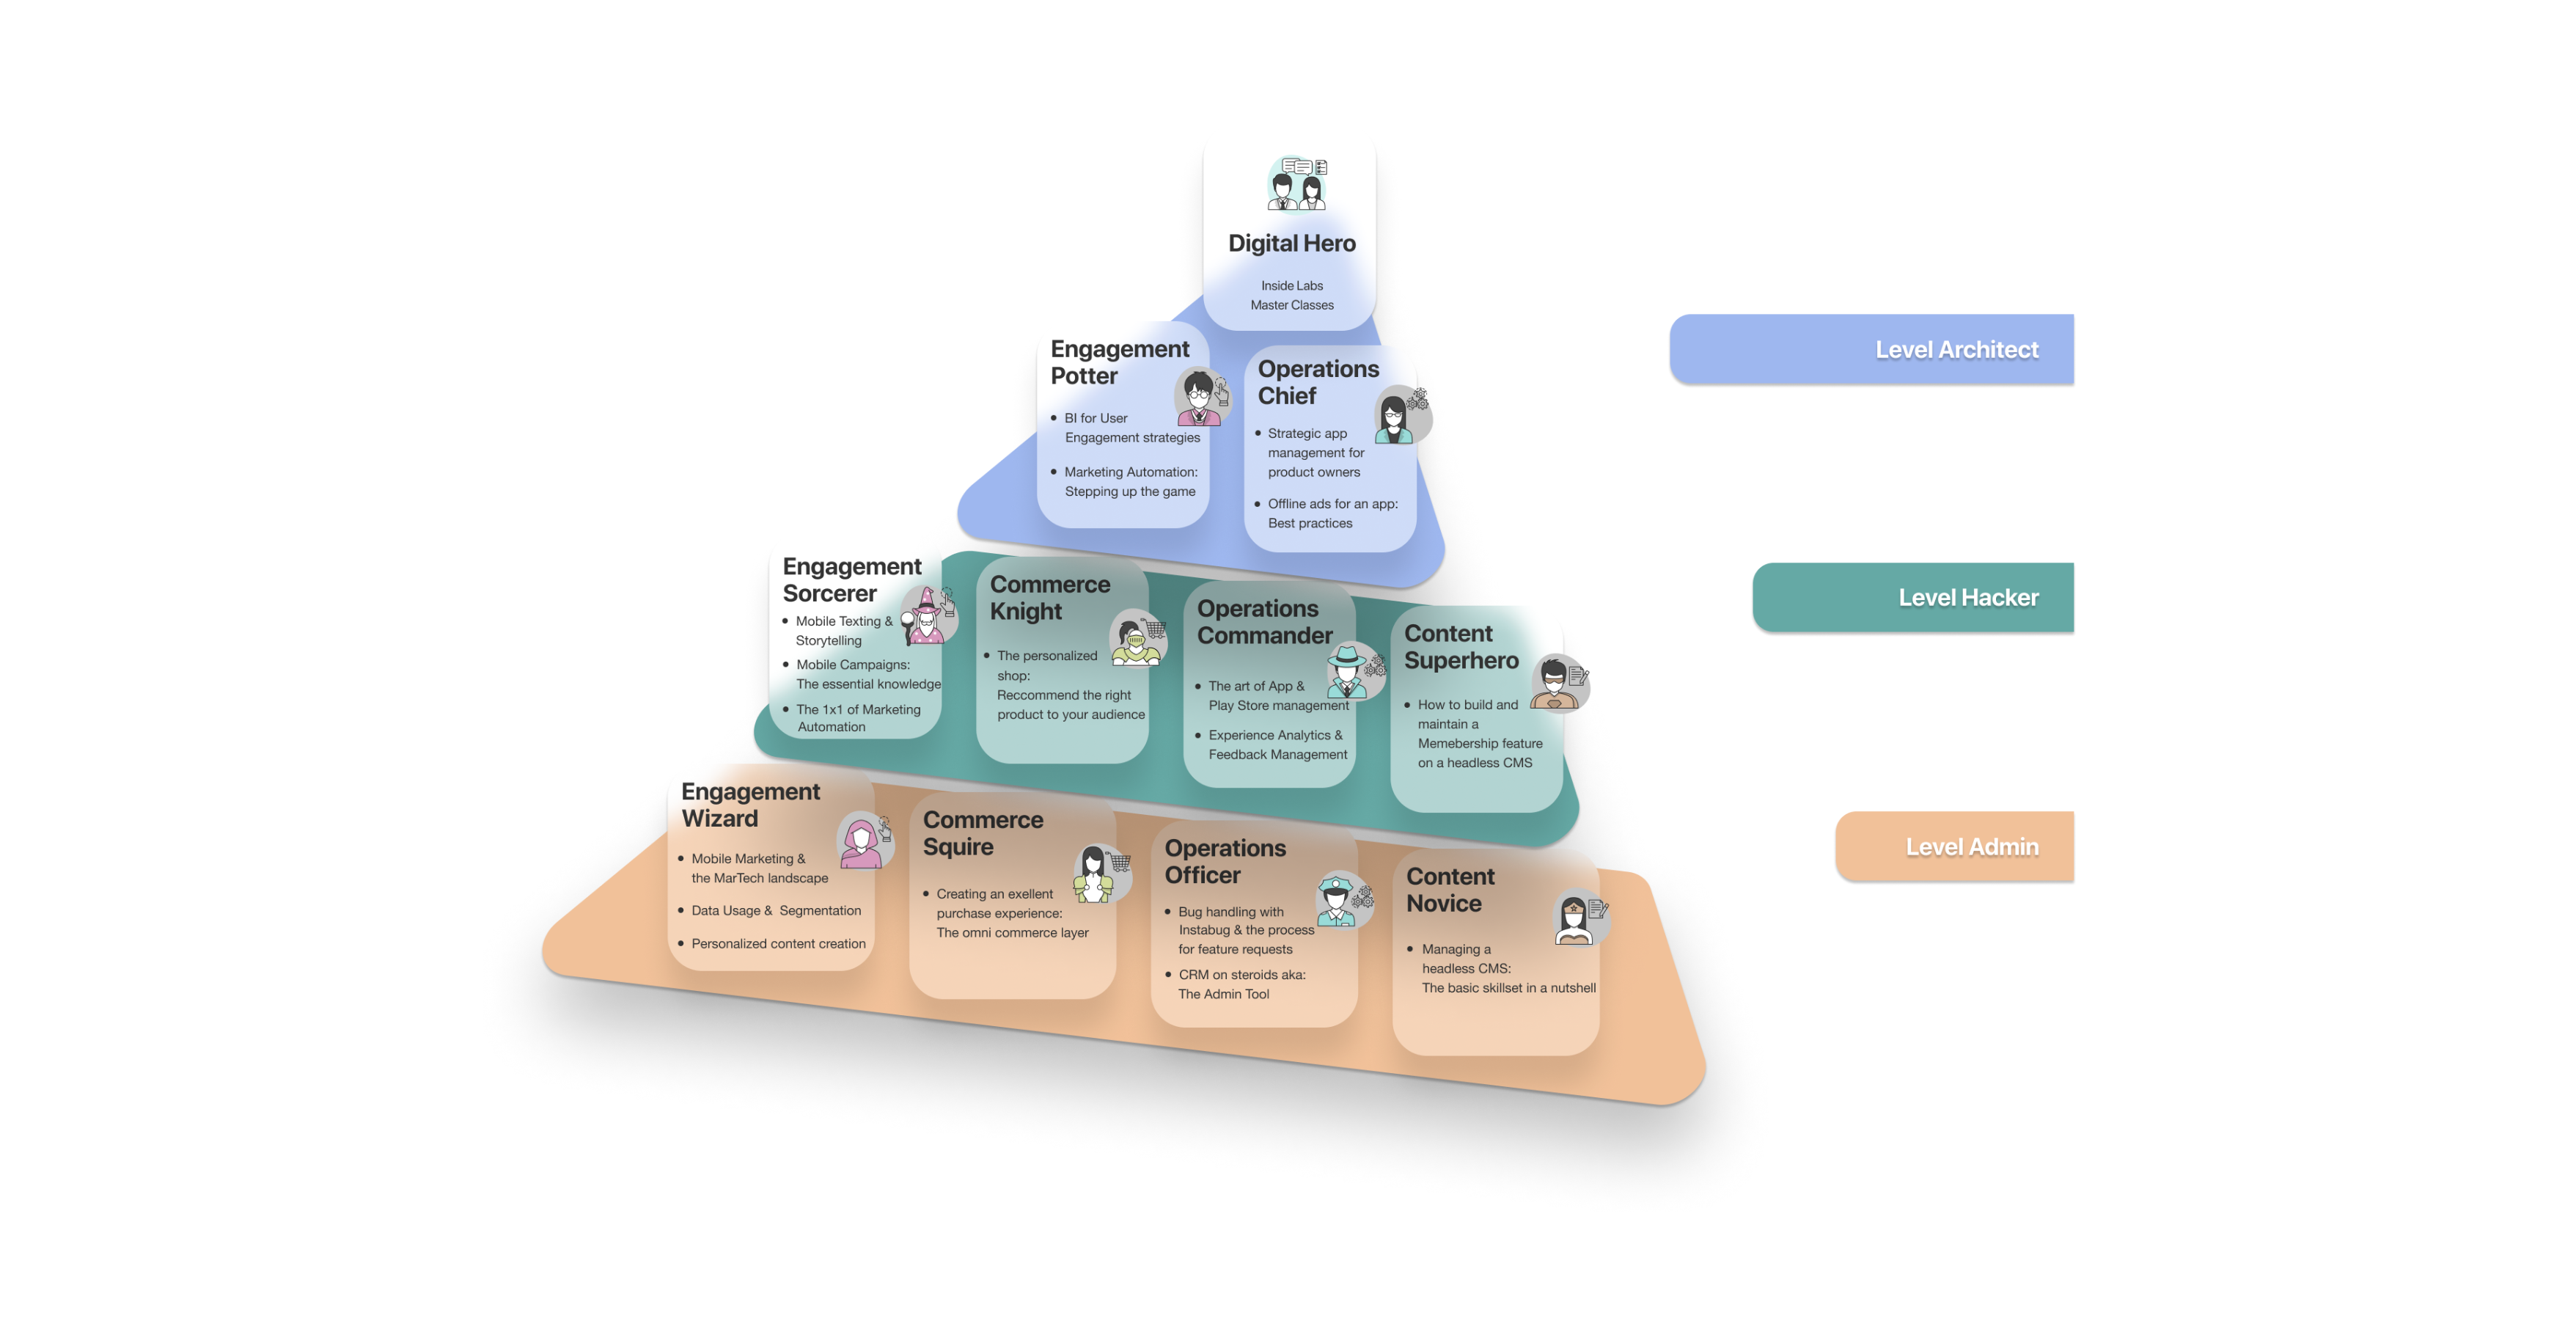 Digital Hero
Inside Labs
Master Classes
Engagement
Potter
• BI for User
Engagement strategies
• Marketing Automation:
Stepping up the game
Operations
Chief
• Strategic app
management for
product owners
• Offline ads for an app:
Best practices
Level Architect
Engagement
Sorcerer
• Mobile Texting &
Storytelling
• Mobile Campaigns:
The essential knowledge
• The 1x1 of Marketing
Automation
Commerce
Knight
• The personalized
shop:
Reccommend the right
product to your audience
Operations
Commander
• The art of App &
Play Store management
• Experience Analytics &
Feedback Management
Content
Superhero
• How to build and
maintain a
Memebership feature
on a headless CMS
Level Hacker
Engagement
Wizard
• Mobile Marketing &
the MarTech landscape
• Data Usage & Segmentation
• Personalized content creation
Commerce
Squire
• Creating an exellent
purchase experience:
The omni commerce layer
Operations
Officer
• Bug handling with
Instabug & the process
for feature requests
• CRM on steroids aka:
The Admin Tool
Content
Novice
• Managing a
headless CMS:
The basic skillset in a nutshell
Level Admin